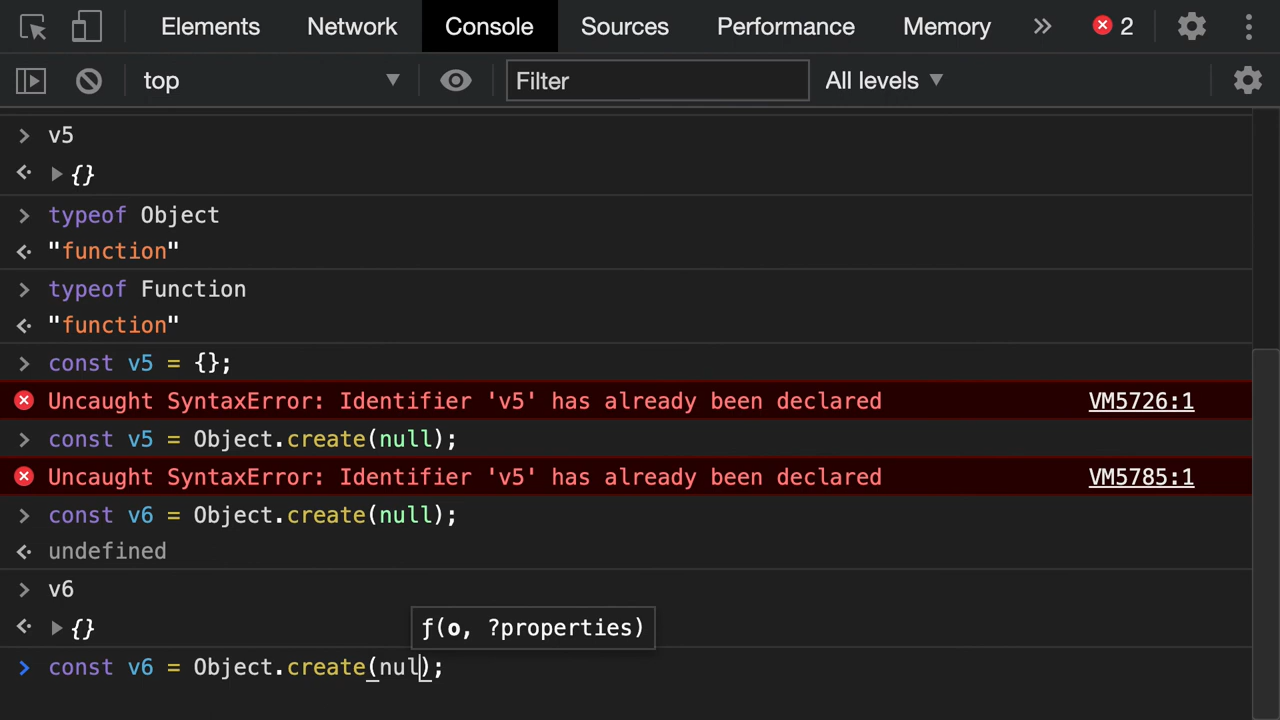 Elements Network Console Sources Performance Memory » 2
top Filter All levels
> v5
{}
> typeof Object
"function"
> typeof Function
"function"
> const v5 = {};
Uncaught SyntaxError: Identifier 'v5' has already been declared VM5726:1
> const v5 = Object.create(null);
Uncaught SyntaxError: Identifier 'v5' has already been declared VM5785:1
> const v6 = Object.create(null);
undefined
> v6
{}
ƒ(o, ?properties)
> const v6 = Object.create(nul);